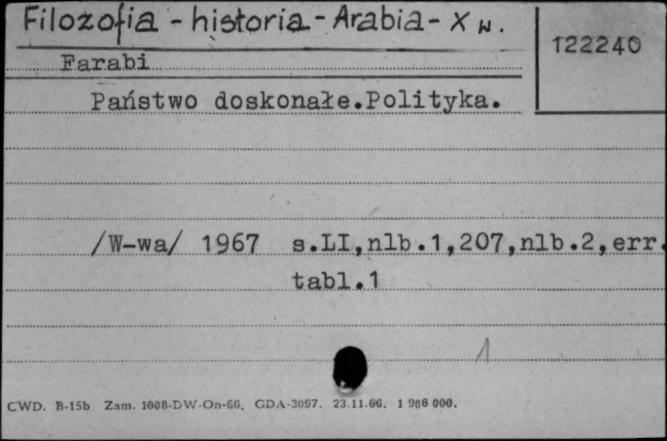 Filozofia - historia - Arabia - X w.
122240
Farabi
Państwo doskonałe.Polityka.
/W-wa/ 1967 s.LI,nlb.1,207,nlb.2,err.
tabl.1
1
CWD. B-15b Zam. 1008-DW-On-66. GDA-3097. 23.11.66. 1 986 000.